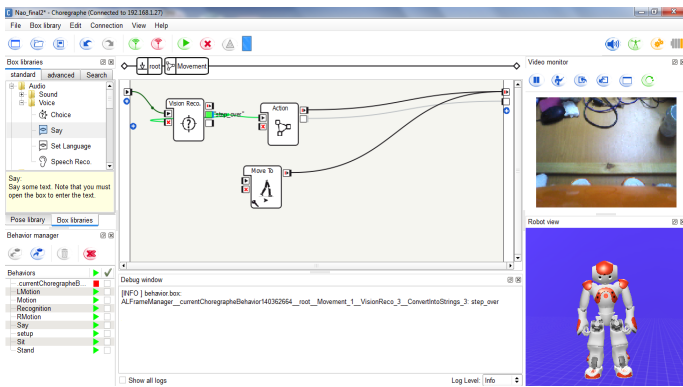 Nao_final2* - Choregraphe (Connected to 192.168.1.27)
File Box library Edit Connection View Help
Box libraries
standard advanced Search
Audio
Sound
Voice
Choice
Say
Set Language
Speech Reco.
Say:
Say some text. Note that you must
open the box to enter the text.
Pose library Box libraries
Behavior manager
Behaviors
.currentChoregrapheB...
LMotion
Motion
Recognition
RMotion
Say
setup
Sit
Stand
root Movement
Vision Reco.
"step_over"
Action
Move To
Debug window
[INFO ] behavior.box:
ALFrameManager__currentChoregrapheBehavior140362664__root__Movement_1__VisionReco_3__ConvertIntoStrings_3: step_over
Show all logs
Log Level: Info
Video monitor
Robot view